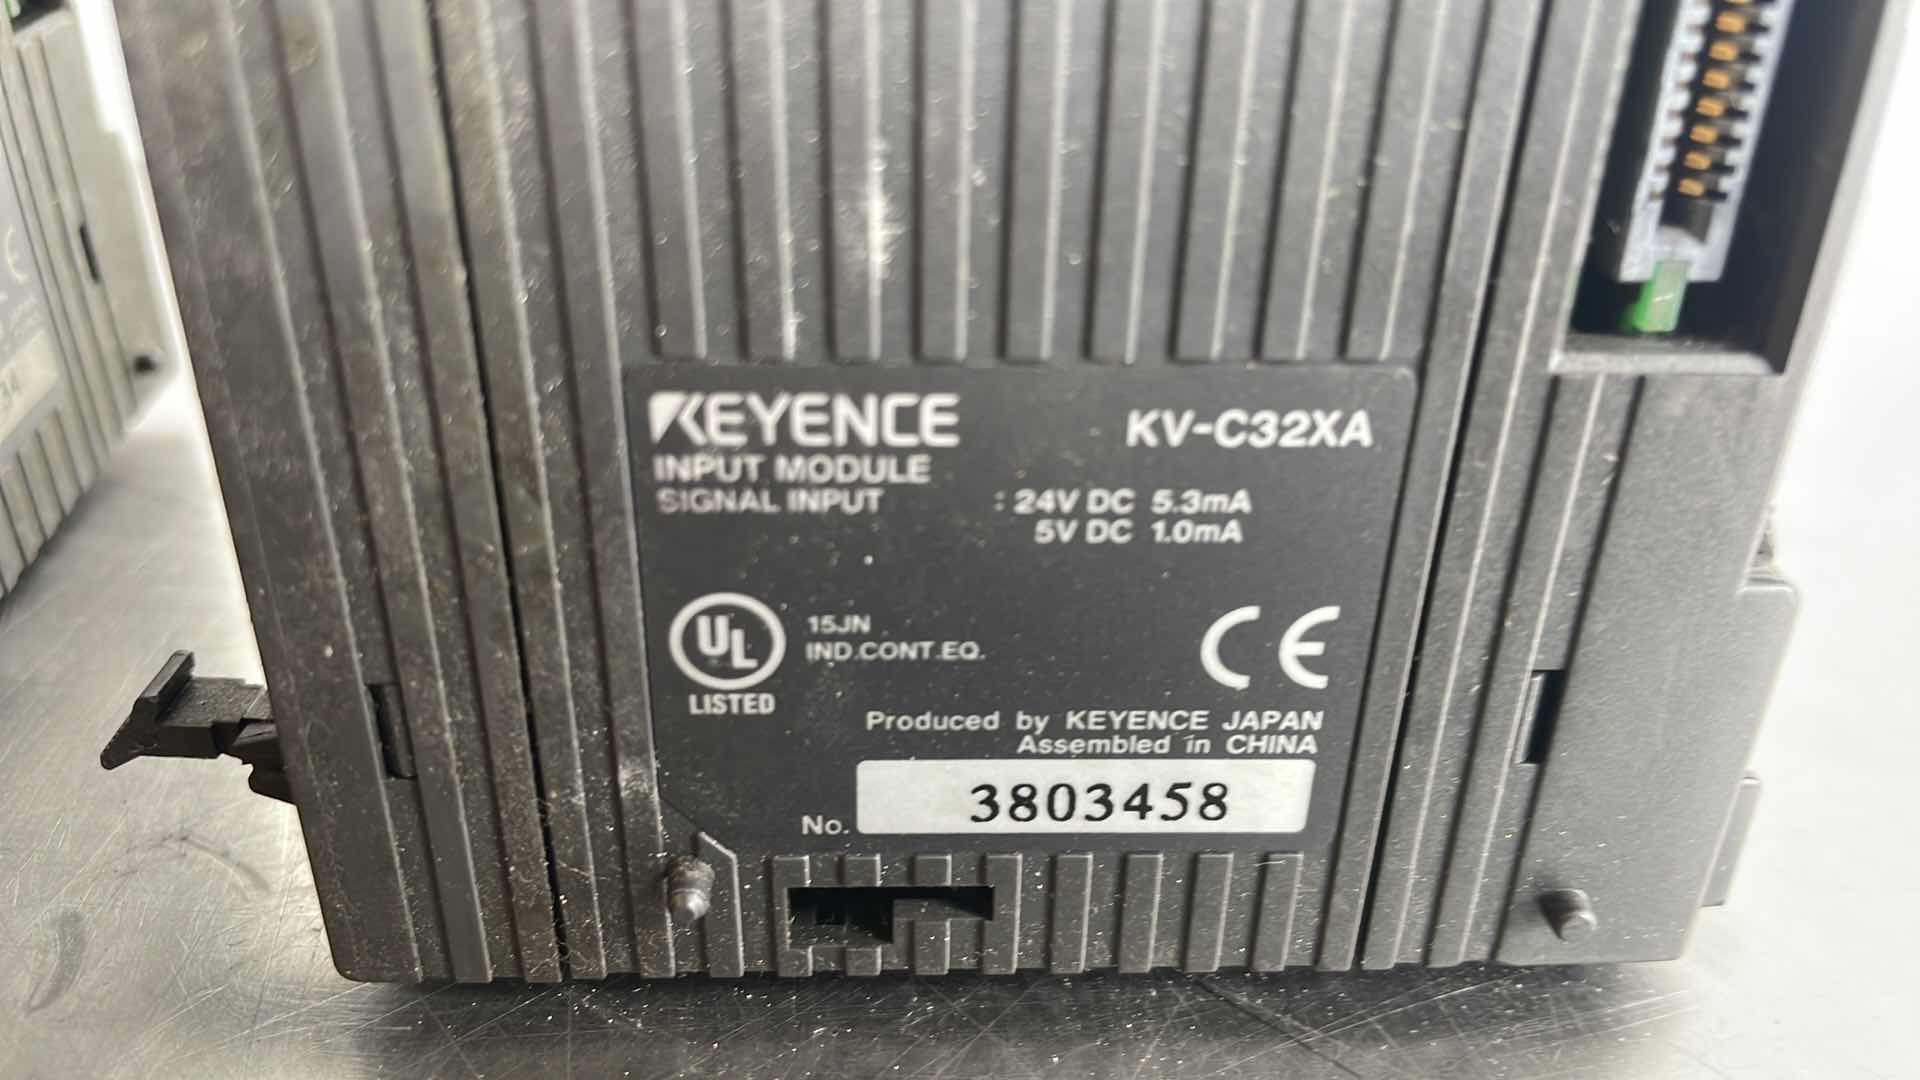 KEYENCE KV-C32XA
INPUT MODULE
SIGNAL INPUT : 24V DC 5.3mA
5V DC 1.0mA
UL 15JN
IND.CONT.EQ.
LISTED
CE
Produced by KEYENCE JAPAN
Assembled in CHINA
No. 3803458
34